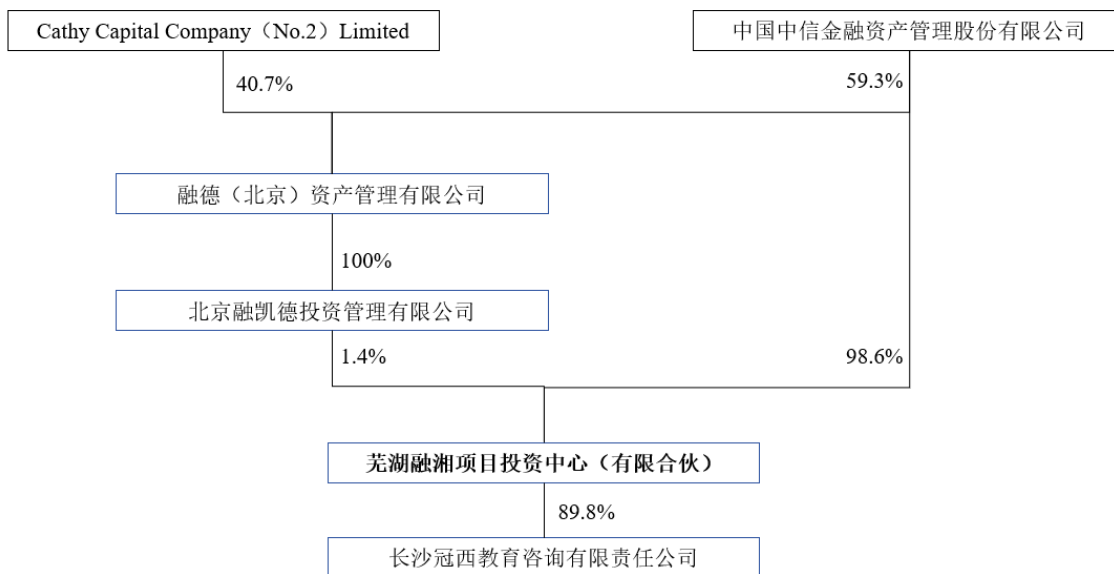 Cathy Capital Company（No.2）Limited
中国中信金融资产管理股份有限公司
40.7%
59.3%
融德（北京）资产管理有限公司
100%
北京融凯德投资管理有限公司
1.4%
98.6%
芜湖融湘项目投资中心（有限合伙）
89.8%
长沙冠西教育咨询有限责任公司